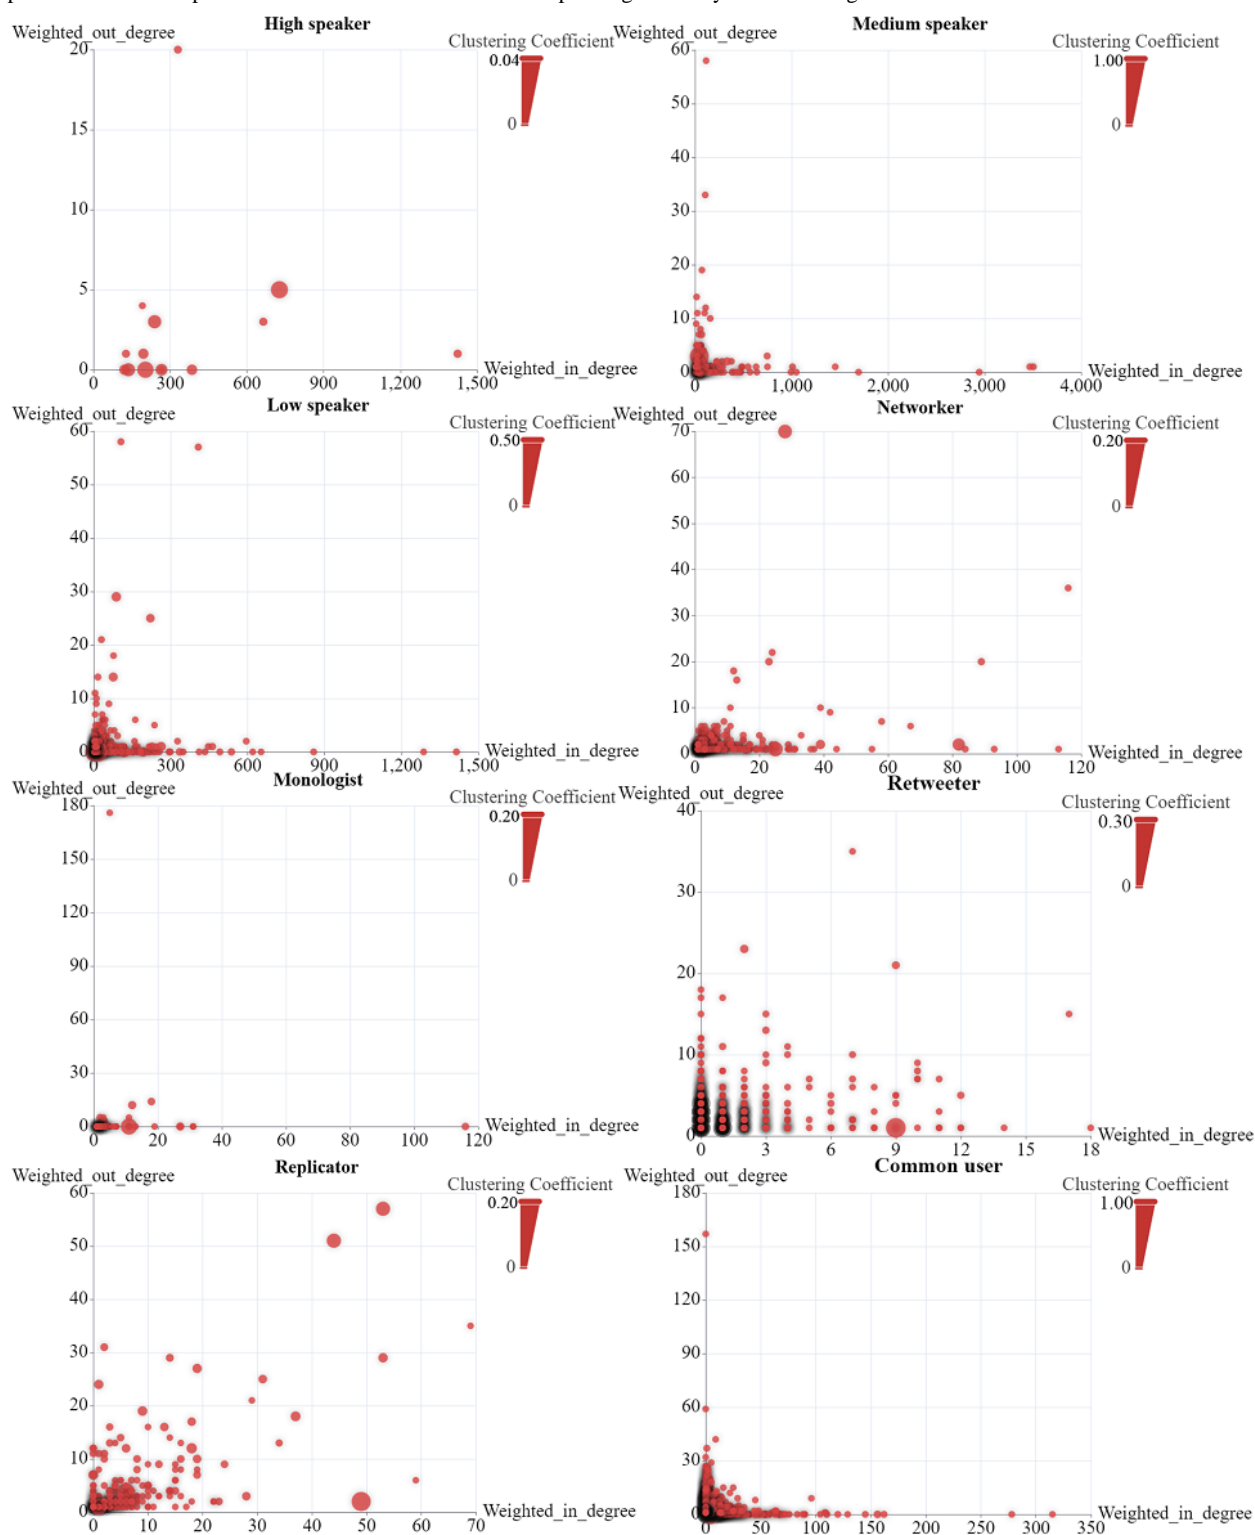 High speaker
Weighted_out_degree
Clustering Coefficient
0.04
0
20
15
10
5
0
0 300 600 900 1,200 1,500
Weighted_in_degree
Medium speaker
Weighted_out_degree
Clustering Coefficient
1.00
0
60
50
40
30
20
10
0
0 1,000 2,000 3,000 4,000
Weighted_in_degree
Low speaker
Weighted_out_degree
Clustering Coefficient
0.50
0
60
50
40
30
20
10
0
0 300 600 900 1,200 1,500
Weighted_in_degree
Networker
Weighted_out_degree
Clustering Coefficient
0.20
0
70
60
50
40
30
20
10
0
0 20 40 60 80 100 120
Weighted_in_degree
Monologist
Weighted_out_degree
Clustering Coefficient
0.20
0
180
150
120
90
60
30
0
0 20 40 60 80 100 120
Weighted_in_degree
Retweeter
Weighted_out_degree
Clustering Coefficient
0.30
0
40
30
20
10
0
0 3 6 9 12 15 18
Weighted_in_degree
Replicator
Weighted_out_degree
Clustering Coefficient
0.20
0
60
50
40
30
20
10
0
0 10 20 30 40 50 60 70
Weighted_in_degree
Common user
Weighted_out_degree
Clustering Coefficient
1.00
0
180
150
120
90
60
30
0
0 50 100 150 200 250 300 350
Weighted_in_degree